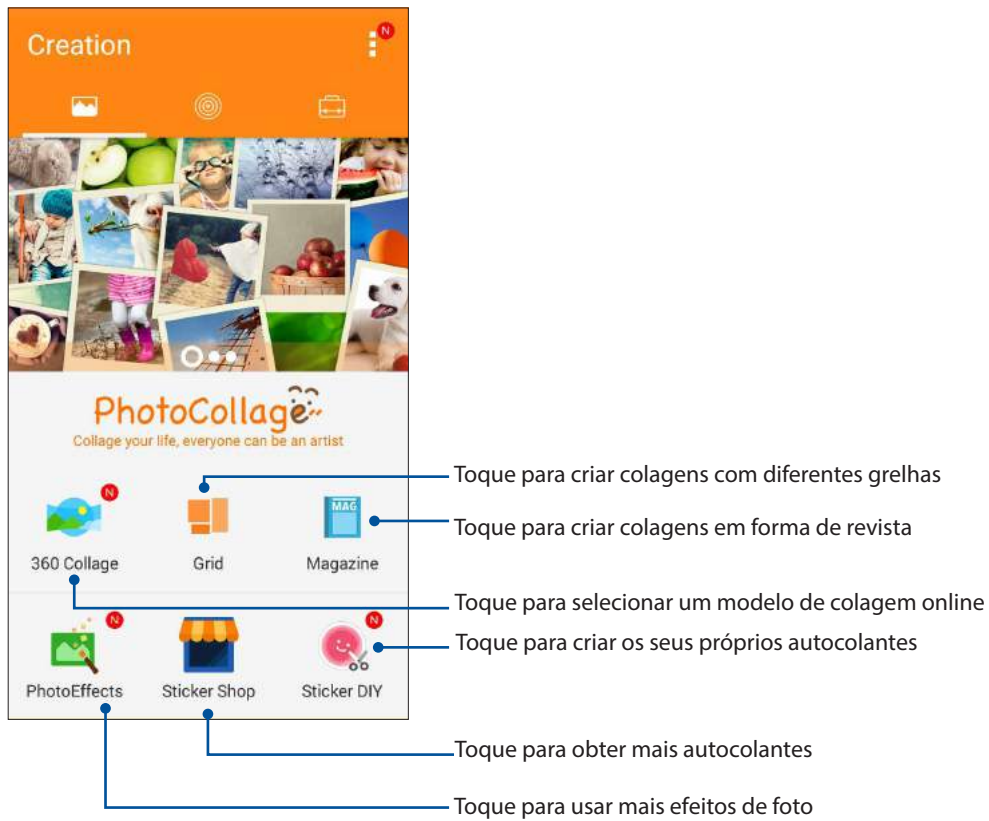 Creation
N
PhotoCollage
Collage your life, everyone can be an artist
Toque para criar colagens com diferentes grelhas
N
MAG
Toque para criar colagens em forma de revista
360 Collage
Grid
Magazine
Toque para selecionar um modelo de colagem online
N
N
Toque para criar os seus próprios autocolantes
PhotoEffects
Sticker Shop
Sticker DIY
Toque para obter mais autocolantes
Toque para usar mais efeitos de foto